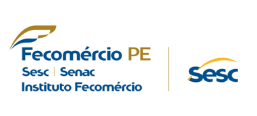 Fecomércio PE
Sesc | Senac
Instituto Fecomércio
Sesc